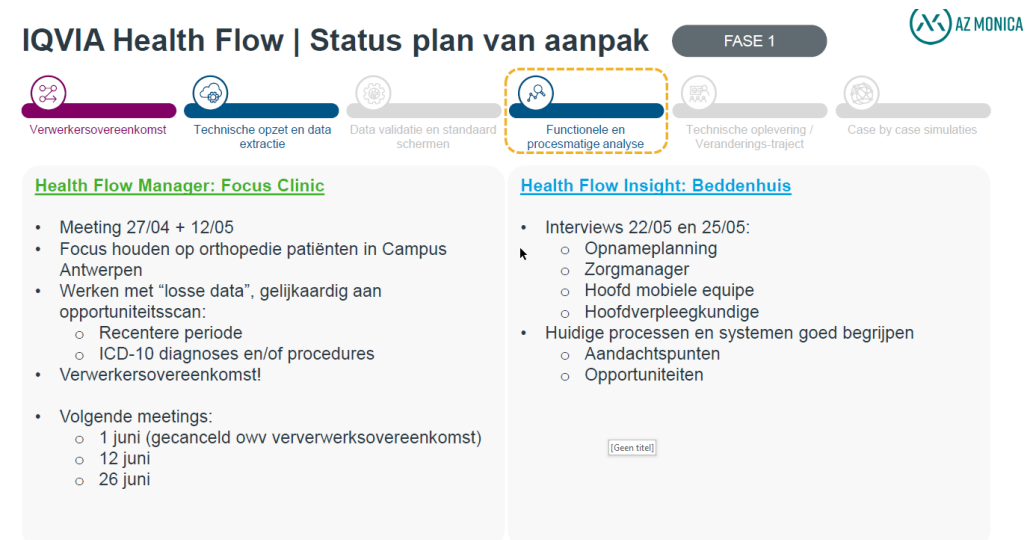 IQVIA Health Flow | Status plan van aanpak
FASE 1
AZ MONICA
Verwerkersovereenkomst
Technische opzet en data
extractie
Data validatie en standaard
schermen
Functionele en
procesmatige analyse
Technische oplevering /
Veranderings-traject
Case by case simulaties
Health Flow Manager: Focus Clinic
• Meeting 27/04 + 12/05
• Focus houden op orthopedie patiënten in Campus
Antwerpen
• Werken met “losse data”, gelijkaardig aan
opportuniteitsscan:
o Recentere periode
o ICD-10 diagnoses en/of procedures
• Verwerkersovereenkomst!
• Volgende meetings:
o 1 juni (gecanceld owv ververwerksovereenkomst)
o 12 juni
o 26 juni
Health Flow Insight: Beddenhuis
• Interviews 22/05 en 25/05:
o Opnameplanning
o Zorgmanager
o Hoofd mobiele equipe
o Hoofdverpleegkundige
• Huidige processen en systemen goed begrijpen
o Aandachtspunten
o Opportuniteiten
[Geen titel]